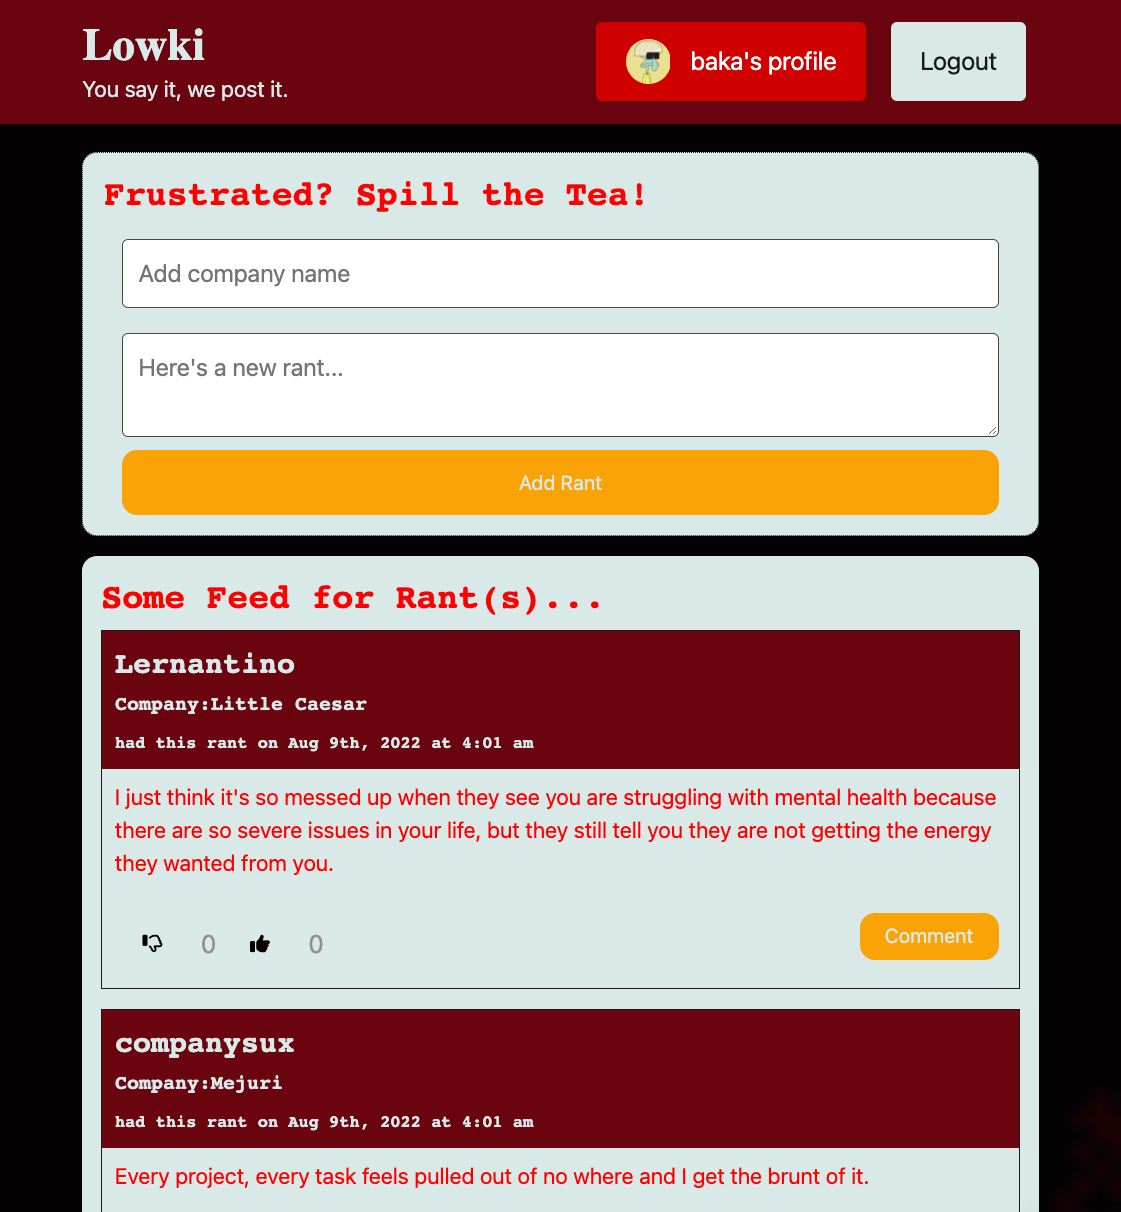 Lowki
You say it, we post it.
baka's profile
Logout
Frustrated? Spill the Tea!
Add company name
Here's a new rant...
Add Rant
Some Feed for Rant(s)...
Lernantino
Company:Little Caesar
had this rant on Aug 9th, 2022 at 4:01 am
I just think it's so messed up when they see you are struggling with mental health because
there are so severe issues in your life, but they still tell you they are not getting the energy
they wanted from you.
0
0
Comment
companysux
Company:Mejuri
had this rant on Aug 9th, 2022 at 4:01 am
Every project, every task feels pulled out of no where and I get the brunt of it.